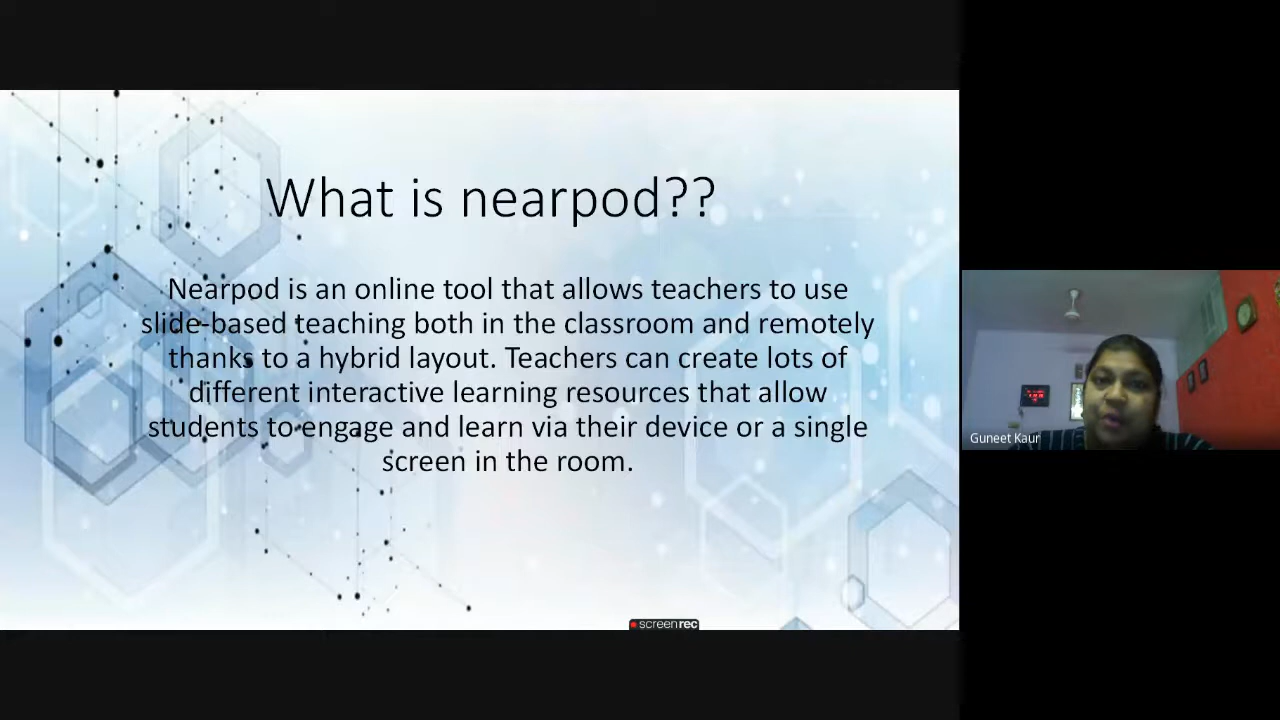 What is nearpod??
Nearpod is an online tool that allows teachers to use
slide-based teaching both in the classroom and remotely
thanks to a hybrid layout. Teachers can create lots of
different interactive learning resources that allow
students to engage and learn via their device or a single
screen in the room.
Guneet Kaur
screenrec